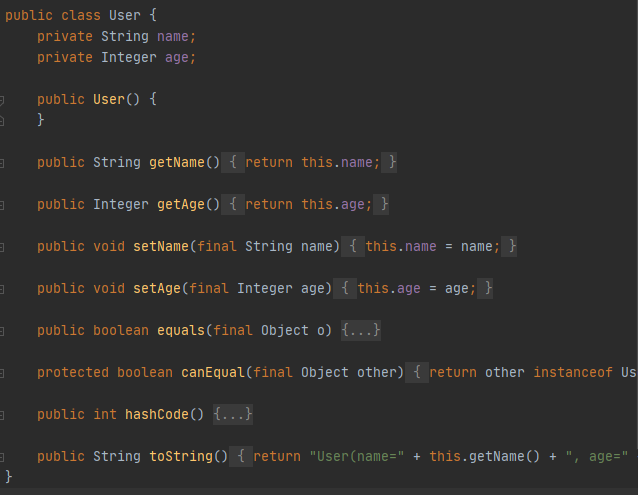 public class User {
private String name;
private Integer age;
public User() {
}
public String getName() { return this.name; }
public Integer getAge() { return this.age; }
public void setName(final String name) { this.name = name; }
public void setAge(final Integer age) { this.age = age; }
public boolean equals(final Object o) {...}
protected boolean canEqual(final Object other) { return other instanceof Us
public int hashCode() {...}
public String toString() { return "User(name=" + this.getName() + ", age="
}